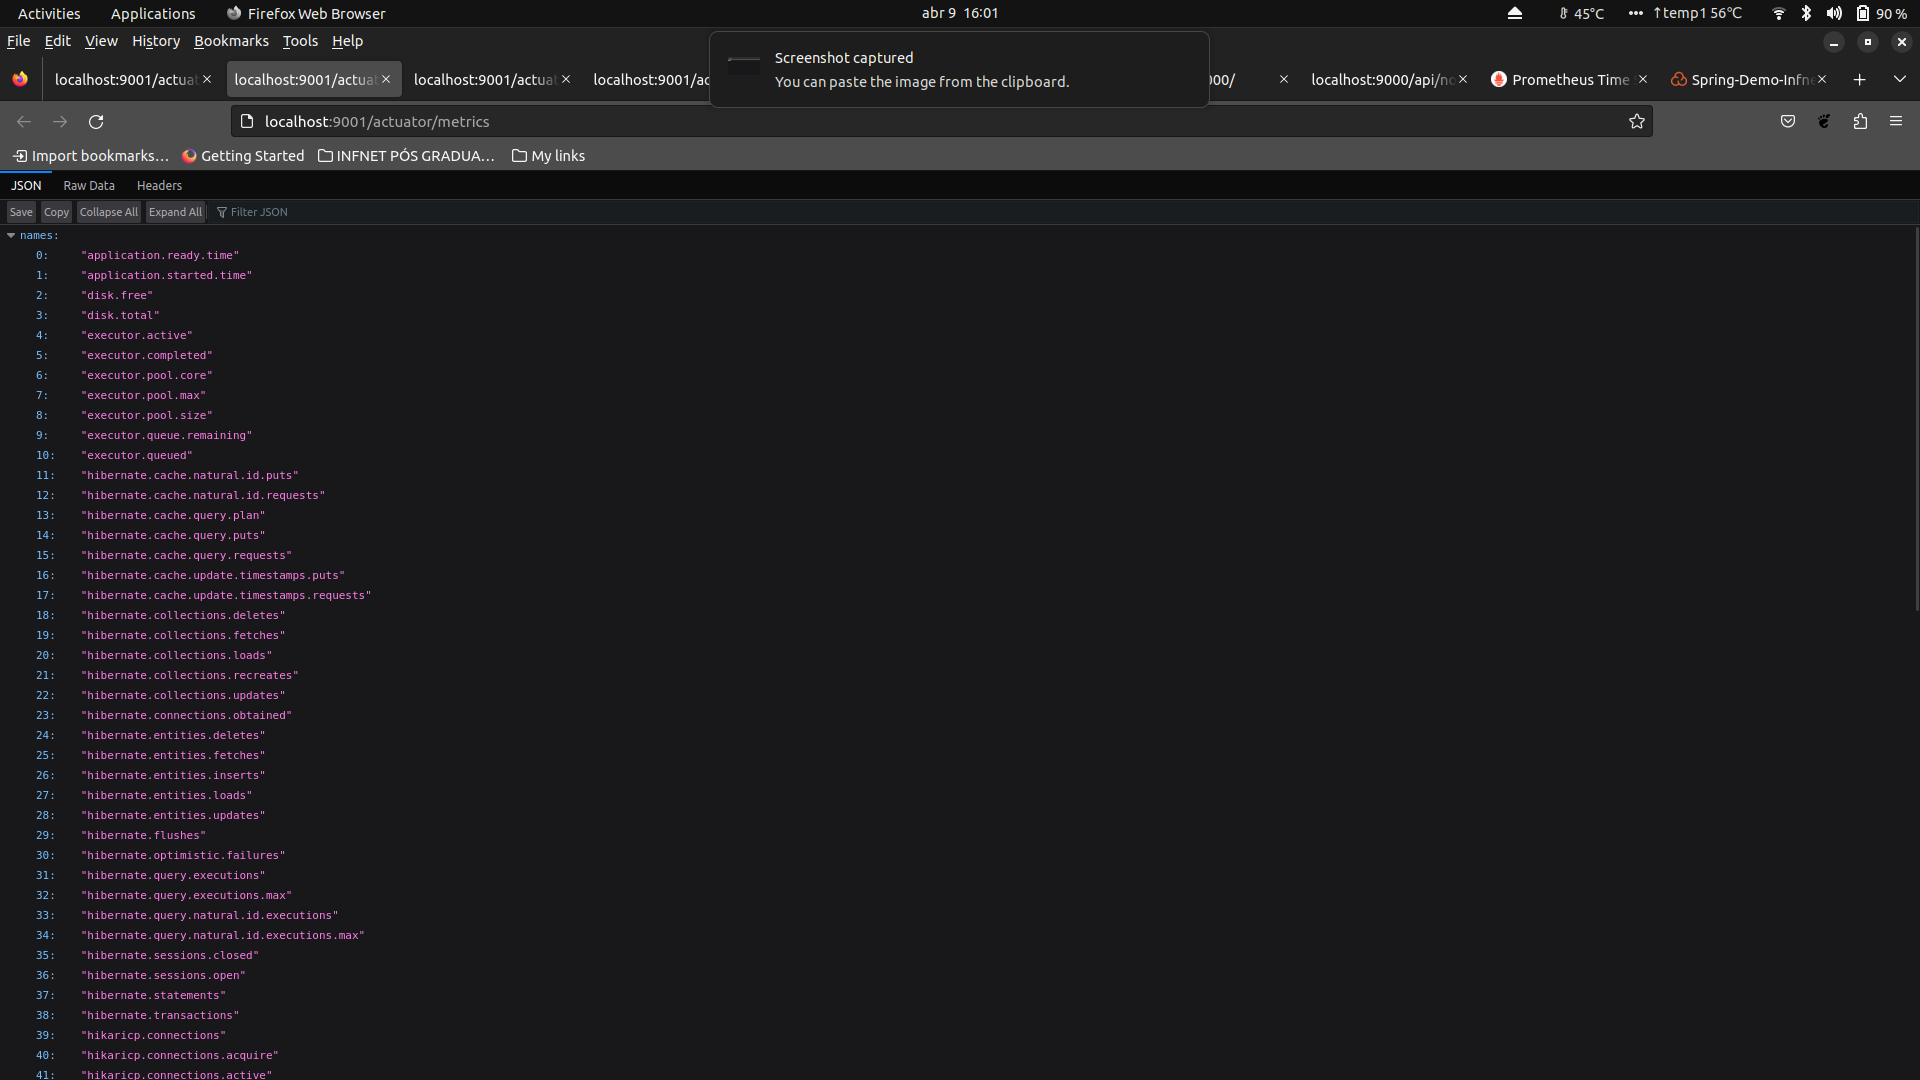 Activities Applications Firefox Web Browser abr 9 16:01 45°C ↑temp1 56°C 90 %
File Edit View History Bookmarks Tools Help
Screenshot captured
You can paste the image from the clipboard.
localhost:9001/actuat localhost:9001/actuat localhost:9001/actuat localhost:9001/ac 000/ localhost:9000/api/no Prometheus Time S Spring-Demo-Infne
localhost:9001/actuator/metrics
Import bookmarks… Getting Started INFNET PÓS GRADUA… My links
JSON Raw Data Headers
Save Copy Collapse All Expand All Filter JSON
names:
0: "application.ready.time"
1: "application.started.time"
2: "disk.free"
3: "disk.total"
4: "executor.active"
5: "executor.completed"
6: "executor.pool.core"
7: "executor.pool.max"
8: "executor.pool.size"
9: "executor.queue.remaining"
10: "executor.queued"
11: "hibernate.cache.natural.id.puts"
12: "hibernate.cache.natural.id.requests"
13: "hibernate.cache.query.plan"
14: "hibernate.cache.query.puts"
15: "hibernate.cache.query.requests"
16: "hibernate.cache.update.timestamps.puts"
17: "hibernate.cache.update.timestamps.requests"
18: "hibernate.collections.deletes"
19: "hibernate.collections.fetches"
20: "hibernate.collections.loads"
21: "hibernate.collections.recreates"
22: "hibernate.collections.updates"
23: "hibernate.connections.obtained"
24: "hibernate.entities.deletes"
25: "hibernate.entities.fetches"
26: "hibernate.entities.inserts"
27: "hibernate.entities.loads"
28: "hibernate.entities.updates"
29: "hibernate.flushes"
30: "hibernate.optimistic.failures"
31: "hibernate.query.executions"
32: "hibernate.query.executions.max"
33: "hibernate.query.natural.id.executions"
34: "hibernate.query.natural.id.executions.max"
35: "hibernate.sessions.closed"
36: "hibernate.sessions.open"
37: "hibernate.statements"
38: "hibernate.transactions"
39: "hikaricp.connections"
40: "hikaricp.connections.acquire"
41: "hikaricp.connections.active"